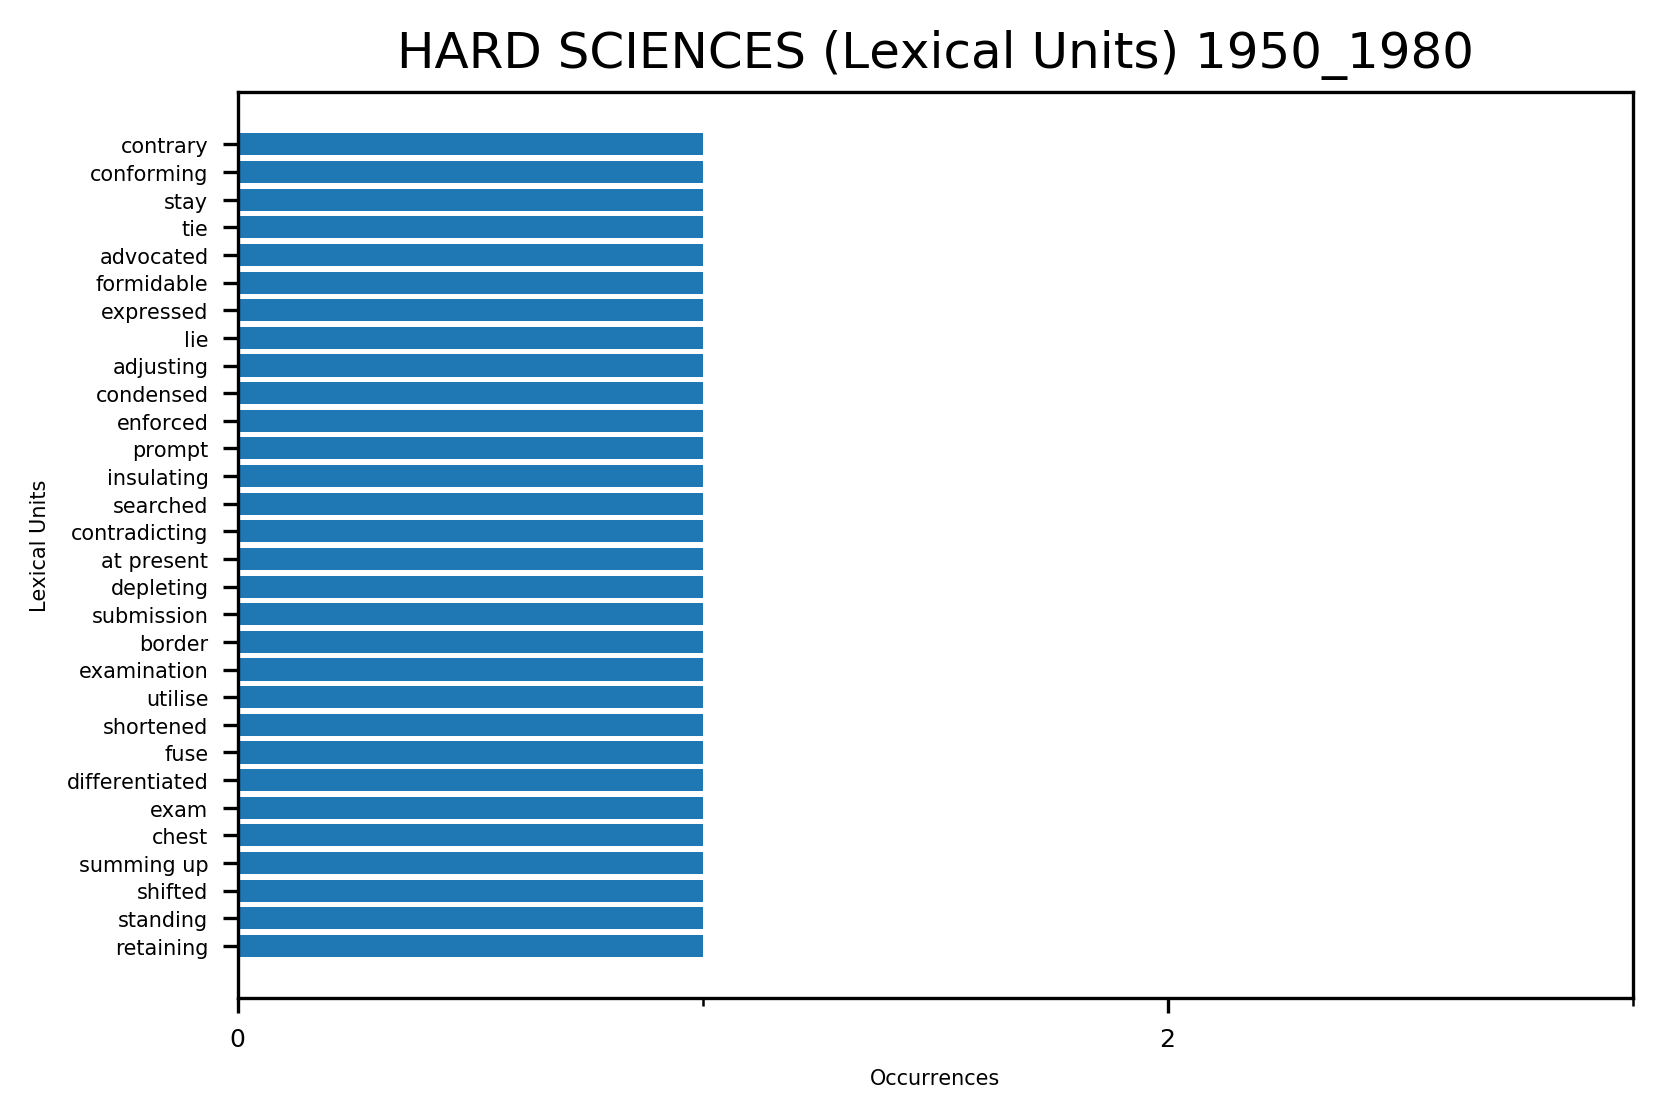 HARD SCIENCES (Lexical Units) 1950_1980
contrary
conforming
stay
tie
advocated
formidable
expressed
lie
adjusting
condensed
enforced
prompt
insulating
searched
contradicting
at present
depleting
submission
border
examination
utilise
shortened
fuse
differentiated
exam
chest
summing up
shifted
standing
retaining
Lexical Units
0 2
Occurrences